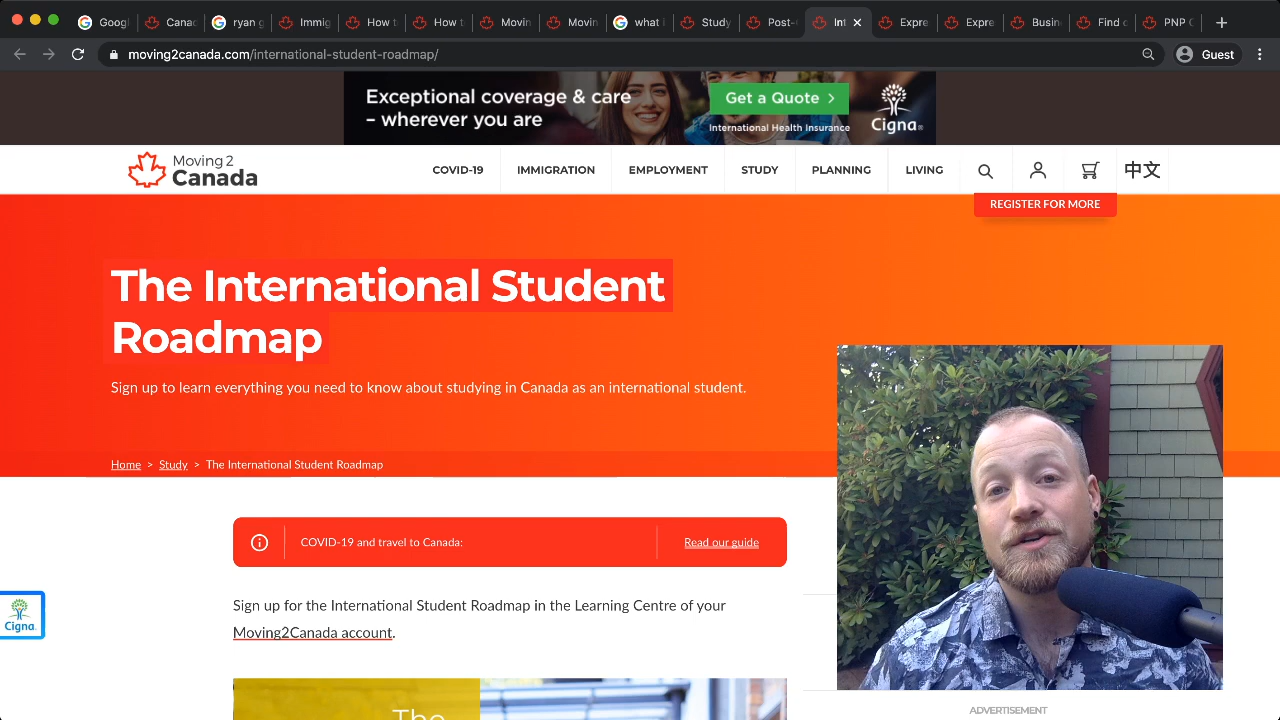 Goog
Canad
ryan g
Immig
How t
How t
Movin
Movin
what i
Study
Post-
Int
Expre
Expre
Busin
Find o
PNP C
moving2canada.com/international-student-roadmap/
Guest
Exceptional coverage & care
– wherever you are
Get a Quote >
International Health Insurance
Cigna®
Moving 2
Canada
COVID-19
IMMIGRATION
EMPLOYMENT
STUDY
PLANNING
LIVING
中文
REGISTER FOR MORE
The International Student
Roadmap
Sign up to learn everything you need to know about studying in Canada as an international student.
Home > Study > The International Student Roadmap
COVID-19 and travel to Canada:
Read our guide
Cigna
Sign up for the International Student Roadmap in the Learning Centre of your
Moving2Canada account.
The
ADVERTISEMENT